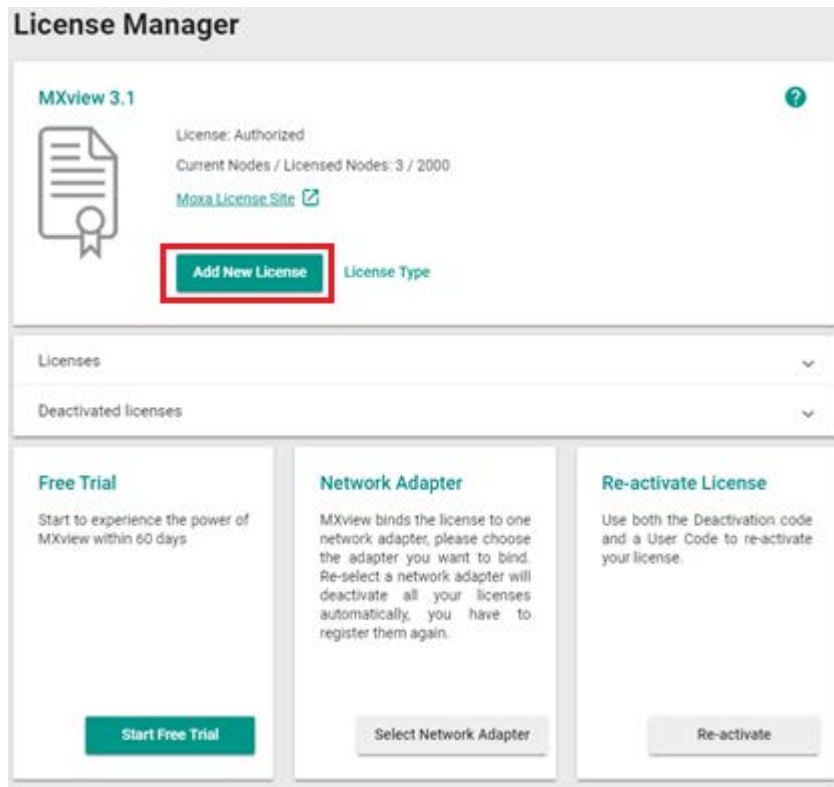 License Manager
MXview 3.1
License: Authorized
Current Nodes / Licensed Nodes: 3 / 2000
Moxa License Site
Add New License
License Type
Licenses
Deactivated licenses
Free Trial
Start to experience the power of
MXview within 60 days
Start Free Trial
Network Adapter
MXview binds the license to one
network adapter, please choose
the adapter you want to bind.
Re-select a network adapter will
deactivate all your licenses
automatically, you have to
register them again.
Select Network Adapter
Re-activate License
Use both the Deactivation code
and a User Code to re-activate
your license.
Re-activate